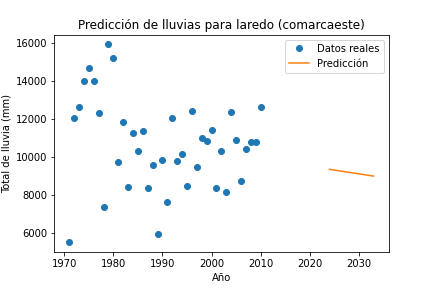 Predicción de lluvias para laredo (comarcaeste)
Total de lluvia (mm)
16000
14000
12000
10000
8000
6000
Datos reales
Predicción
1970 1980 1990 2000 2010 2020 2030
Año